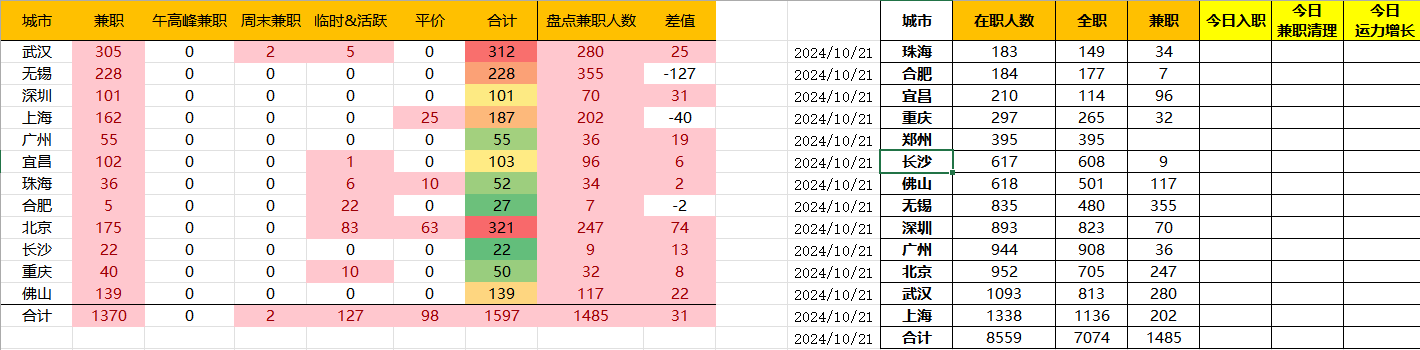 城市 兼职 午高峰兼职 周末兼职 临时&活跃 平价 合计 盘点兼职人数 差值 城市 在职人数 全职 兼职 今日入职 今日兼职清理 今日运力增长
武汉 305 0 2 5 0 312 280 25 2024/10/21 珠海 183 149 34
无锡 228 0 0 0 0 228 355 -127 2024/10/21 合肥 184 177 7
深圳 101 0 0 0 0 101 70 31 2024/10/21 宜昌 210 114 96
上海 162 0 0 0 25 187 202 -40 2024/10/21 重庆 297 265 32
广州 55 0 0 0 0 55 36 19 2024/10/21 郑州 395 395
宜昌 102 0 0 1 0 103 96 6 2024/10/21 长沙 617 608 9
珠海 36 0 0 6 10 52 34 2 2024/10/21 佛山 618 501 117
合肥 5 0 0 22 0 27 7 -2 2024/10/21 无锡 835 480 355
北京 175 0 0 83 63 321 247 74 2024/10/21 深圳 893 823 70
长沙 22 0 0 0 0 22 9 13 2024/10/21 广州 944 908 36
重庆 40 0 0 10 0 50 32 8 2024/10/21 北京 952 705 247
佛山 139 0 0 0 0 139 117 22 2024/10/21 武汉 1093 813 280
合计 1370 0 2 127 98 1597 1485 31 2024/10/21 上海 1338 1136 202
2024/10/21 合计 8559 7074 1485